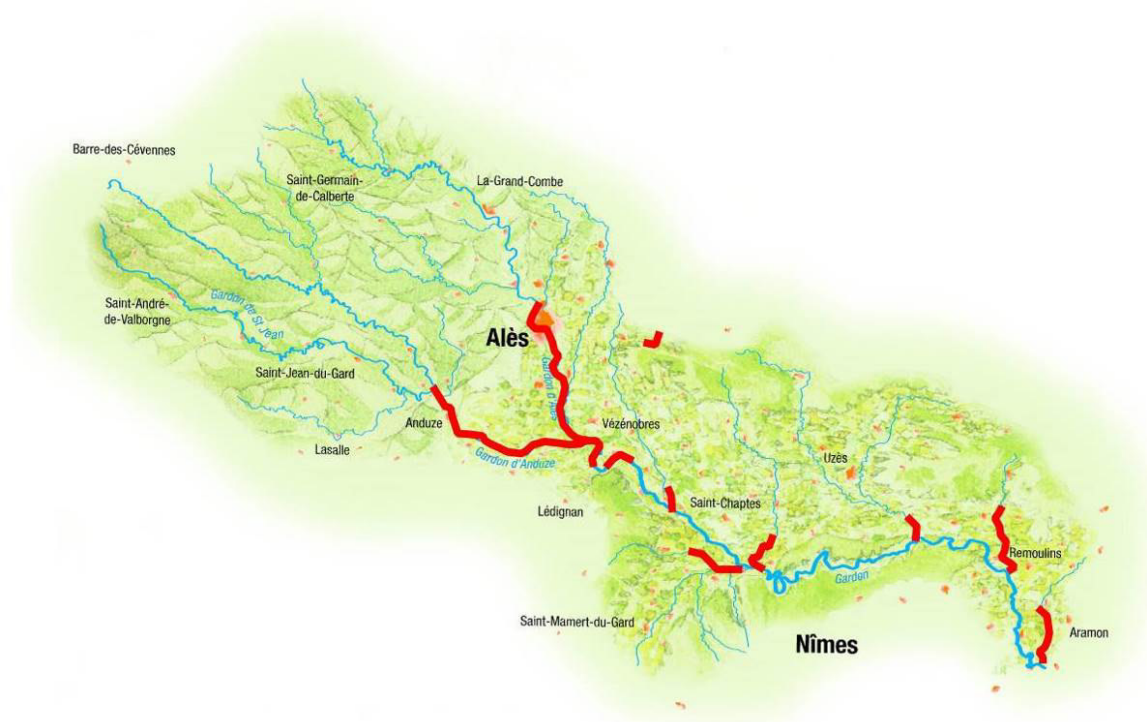 Barre-des-Cévennes
Saint-Germain-
de-Calberte
La-Grand-Combe
Saint-André-
de-Valborgne
Gardon de St Jean
Alès
Saint-Jean-du-Gard
Gardon d'Alès
Anduze
Vézénobres
Lasalle
Gardon d'Anduze
Uzès
Lédignan
Saint-Chaptes
Remoulins
Gardon
Saint-Mamert-du-Gard
Nîmes
Aramon